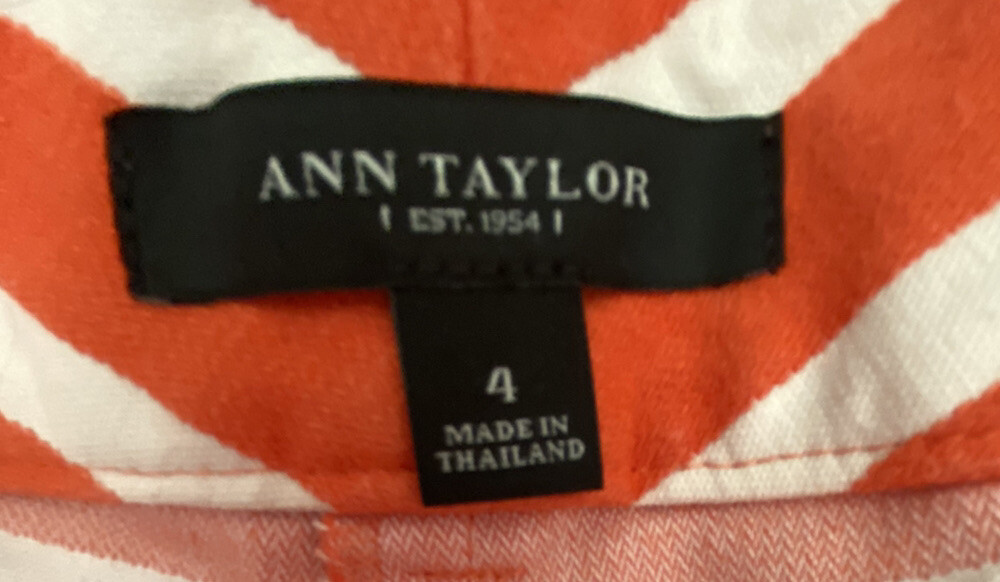 ANN TAYLOR
| EST. 1954 |
4
MADE IN
THAILAND